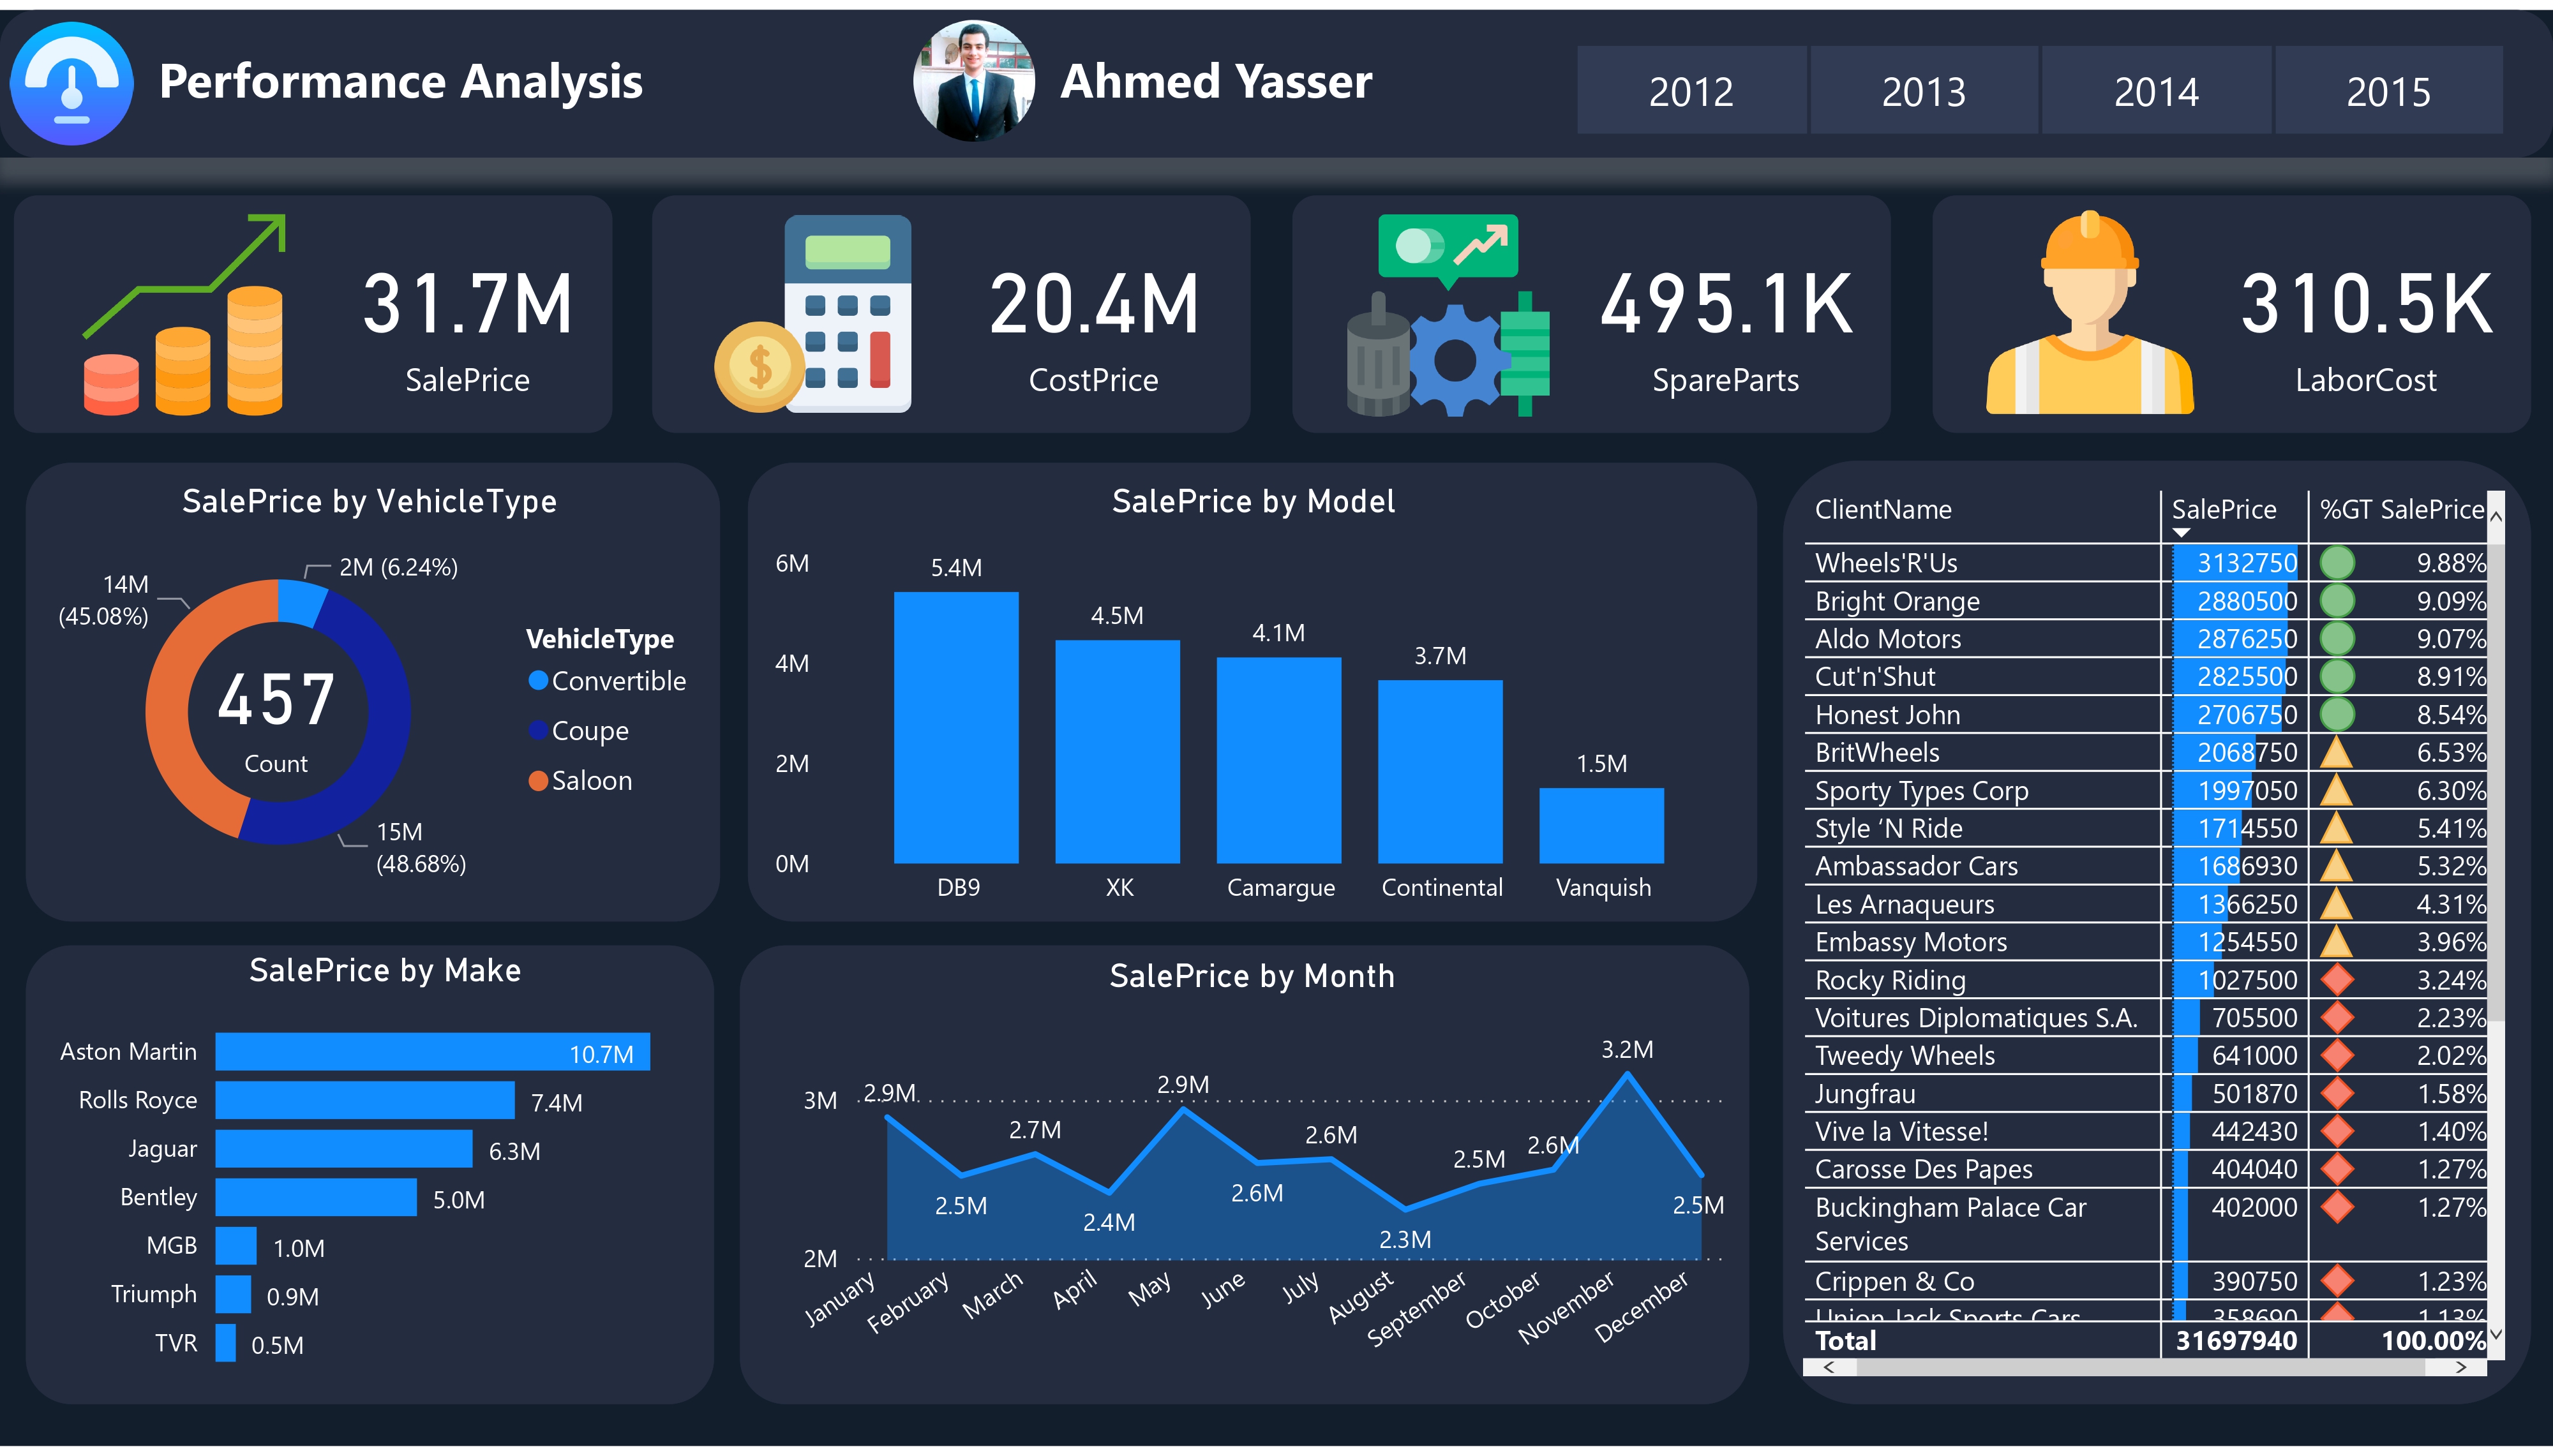 Performance Analysis
Ahmed Yasser
2012
2013
2014
2015
31.7M
SalePrice
20.4M
CostPrice
495.1K
SpareParts
310.5K
LaborCost
SalePrice by VehicleType
2M (6.24%)
14M
(45.08%)
457
Count
15M
(48.68%)
VehicleType
Convertible
Coupe
Saloon
SalePrice by Model
6M
4M
2M
0M
5.4M
4.5M
4.1M
3.7M
1.5M
DB9
XK
Camargue
Continental
Vanquish
ClientName SalePrice %GT SalePrice
Wheels'R'Us 3132750 9.88%
Bright Orange 2880500 9.09%
Aldo Motors 2876250 9.07%
Cut'n'Shut 2825500 8.91%
Honest John 2706750 8.54%
BritWheels 2068750 6.53%
Sporty Types Corp 1997050 6.30%
Style ‘N Ride 1714550 5.41%
Ambassador Cars 1686930 5.32%
Les Arnaqueurs 1366250 4.31%
Embassy Motors 1254550 3.96%
Rocky Riding 1027500 3.24%
Voitures Diplomatiques S.A. 705500 2.23%
Tweedy Wheels 641000 2.02%
Jungfrau 501870 1.58%
Vive la Vitesse! 442430 1.40%
Carosse Des Papes 404040 1.27%
Buckingham Palace Car 402000 1.27%
Services
Crippen & Co 390750 1.23%
Union Jack Sports Cars 358690 1.13%
Total 31697940 100.00%
SalePrice by Make
Aston Martin 10.7M
Rolls Royce 7.4M
Jaguar 6.3M
Bentley 5.0M
MGB 1.0M
Triumph 0.9M
TVR 0.5M
SalePrice by Month
3M
2M
2.9M
2.5M
2.7M
2.4M
2.9M
2.6M
2.6M
2.3M
2.5M
2.6M
3.2M
2.5M
January
February
March
April
May
June
July
August
September
October
November
December